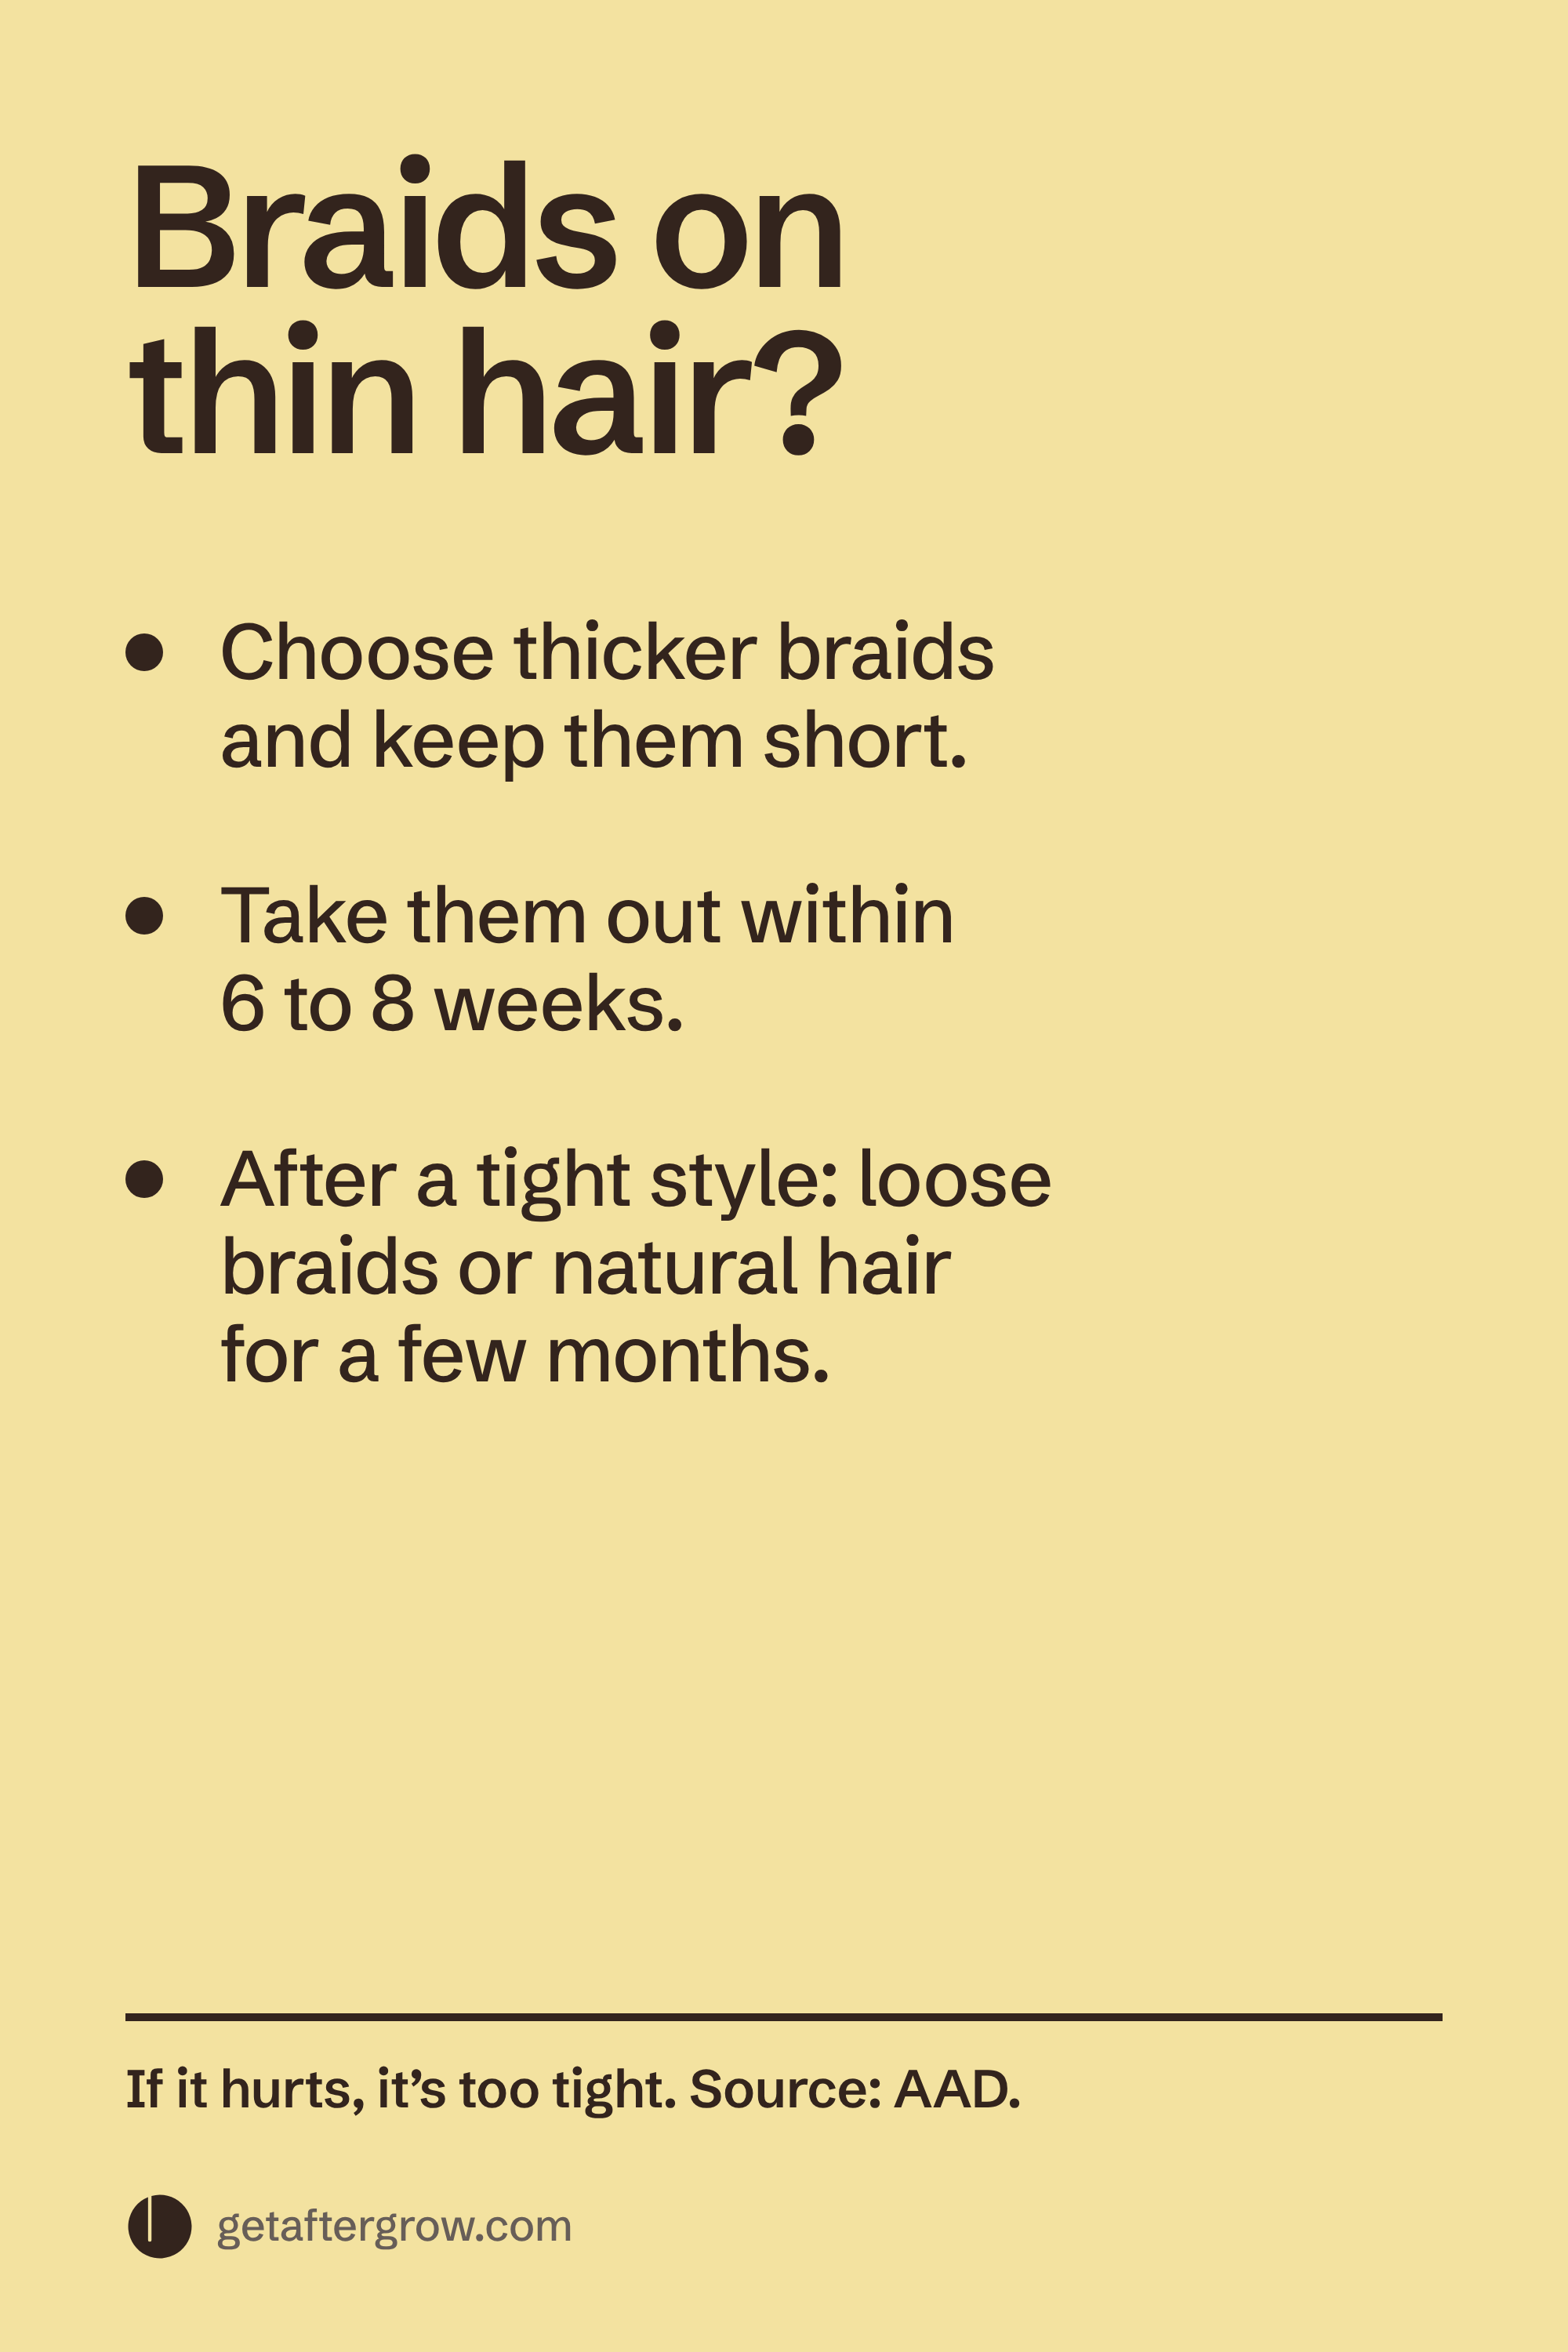 Braids on
thin hair?
Choose thicker braids
and keep them short.
Take them out within
6 to 8 weeks.
After a tight style: loose
braids or natural hair
for a few months.
If it hurts, it’s too tight. Source: AAD.
getaftergrow.com